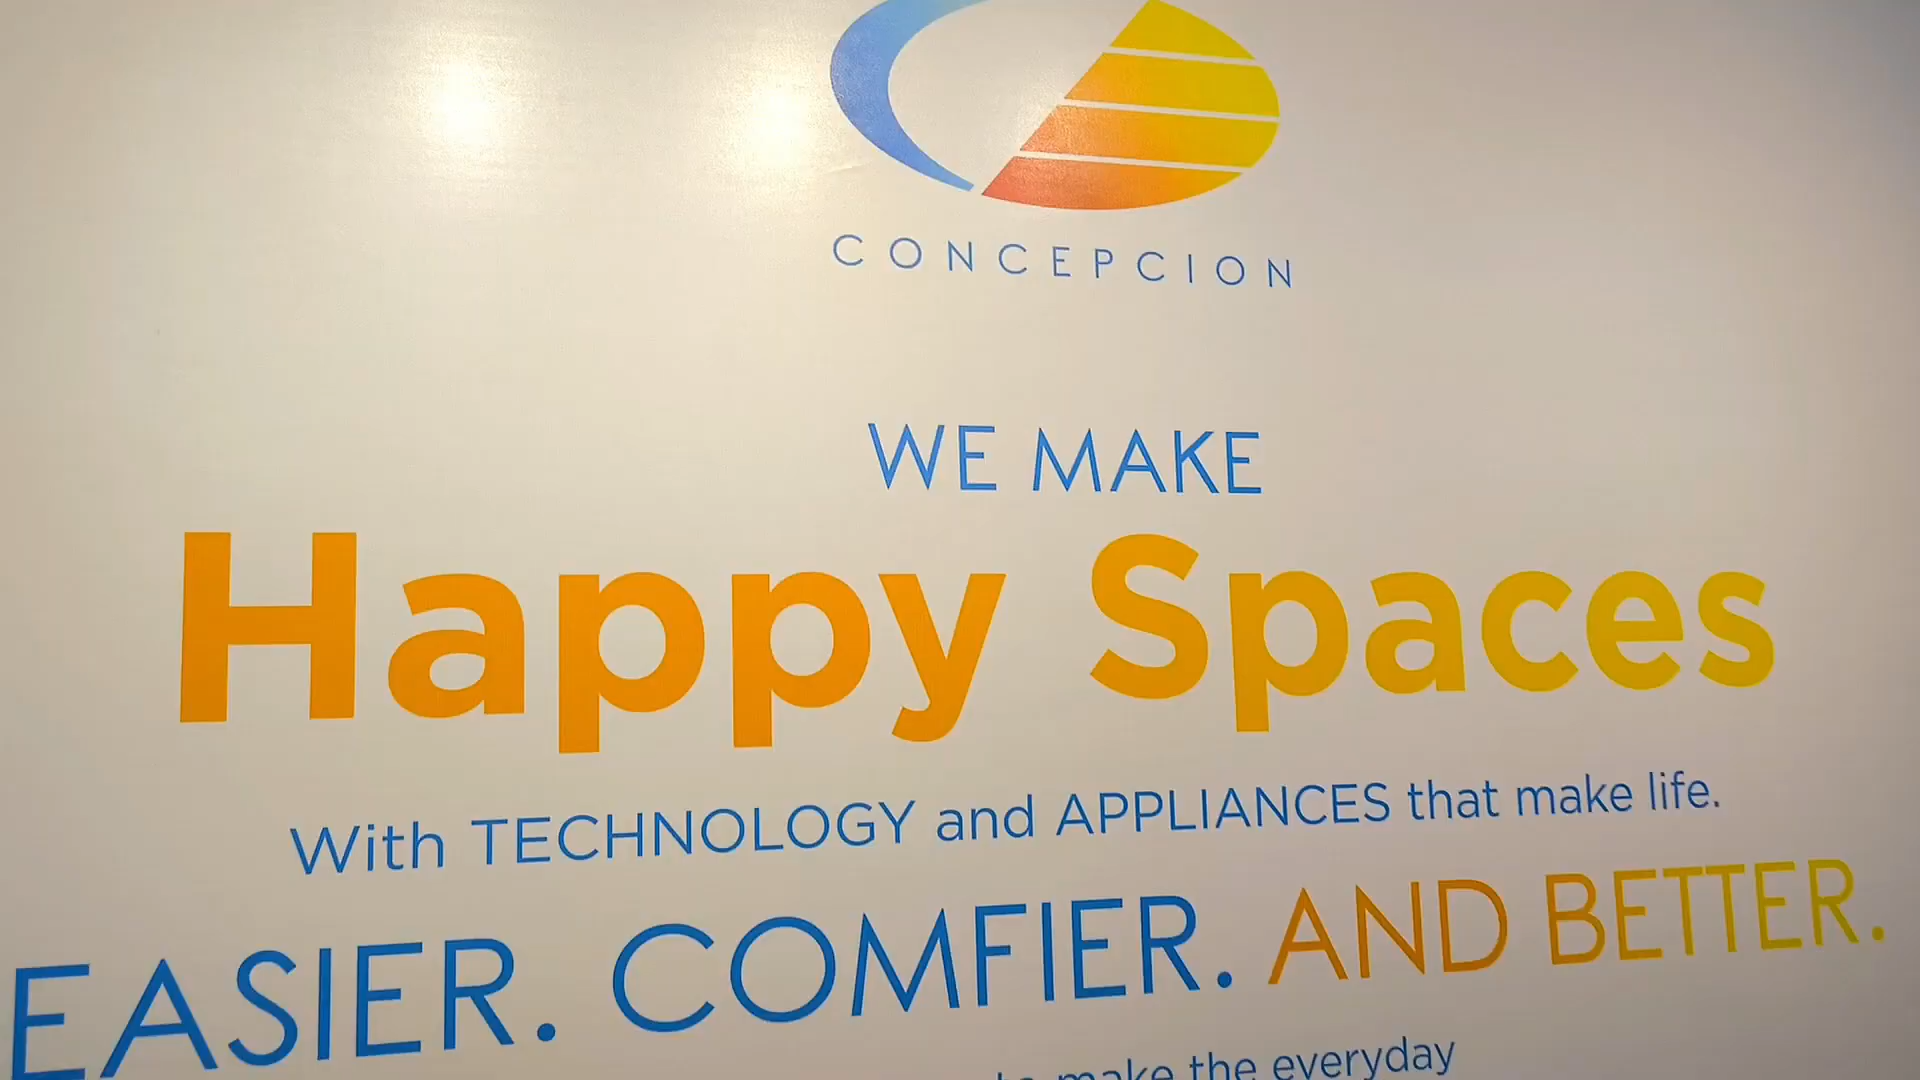 CONCEPCION
WE MAKE
Happy Spaces
With TECHNOLOGY and APPLIANCES that make life.
EASIER. COMFIER. AND BETTER.
make the everyday